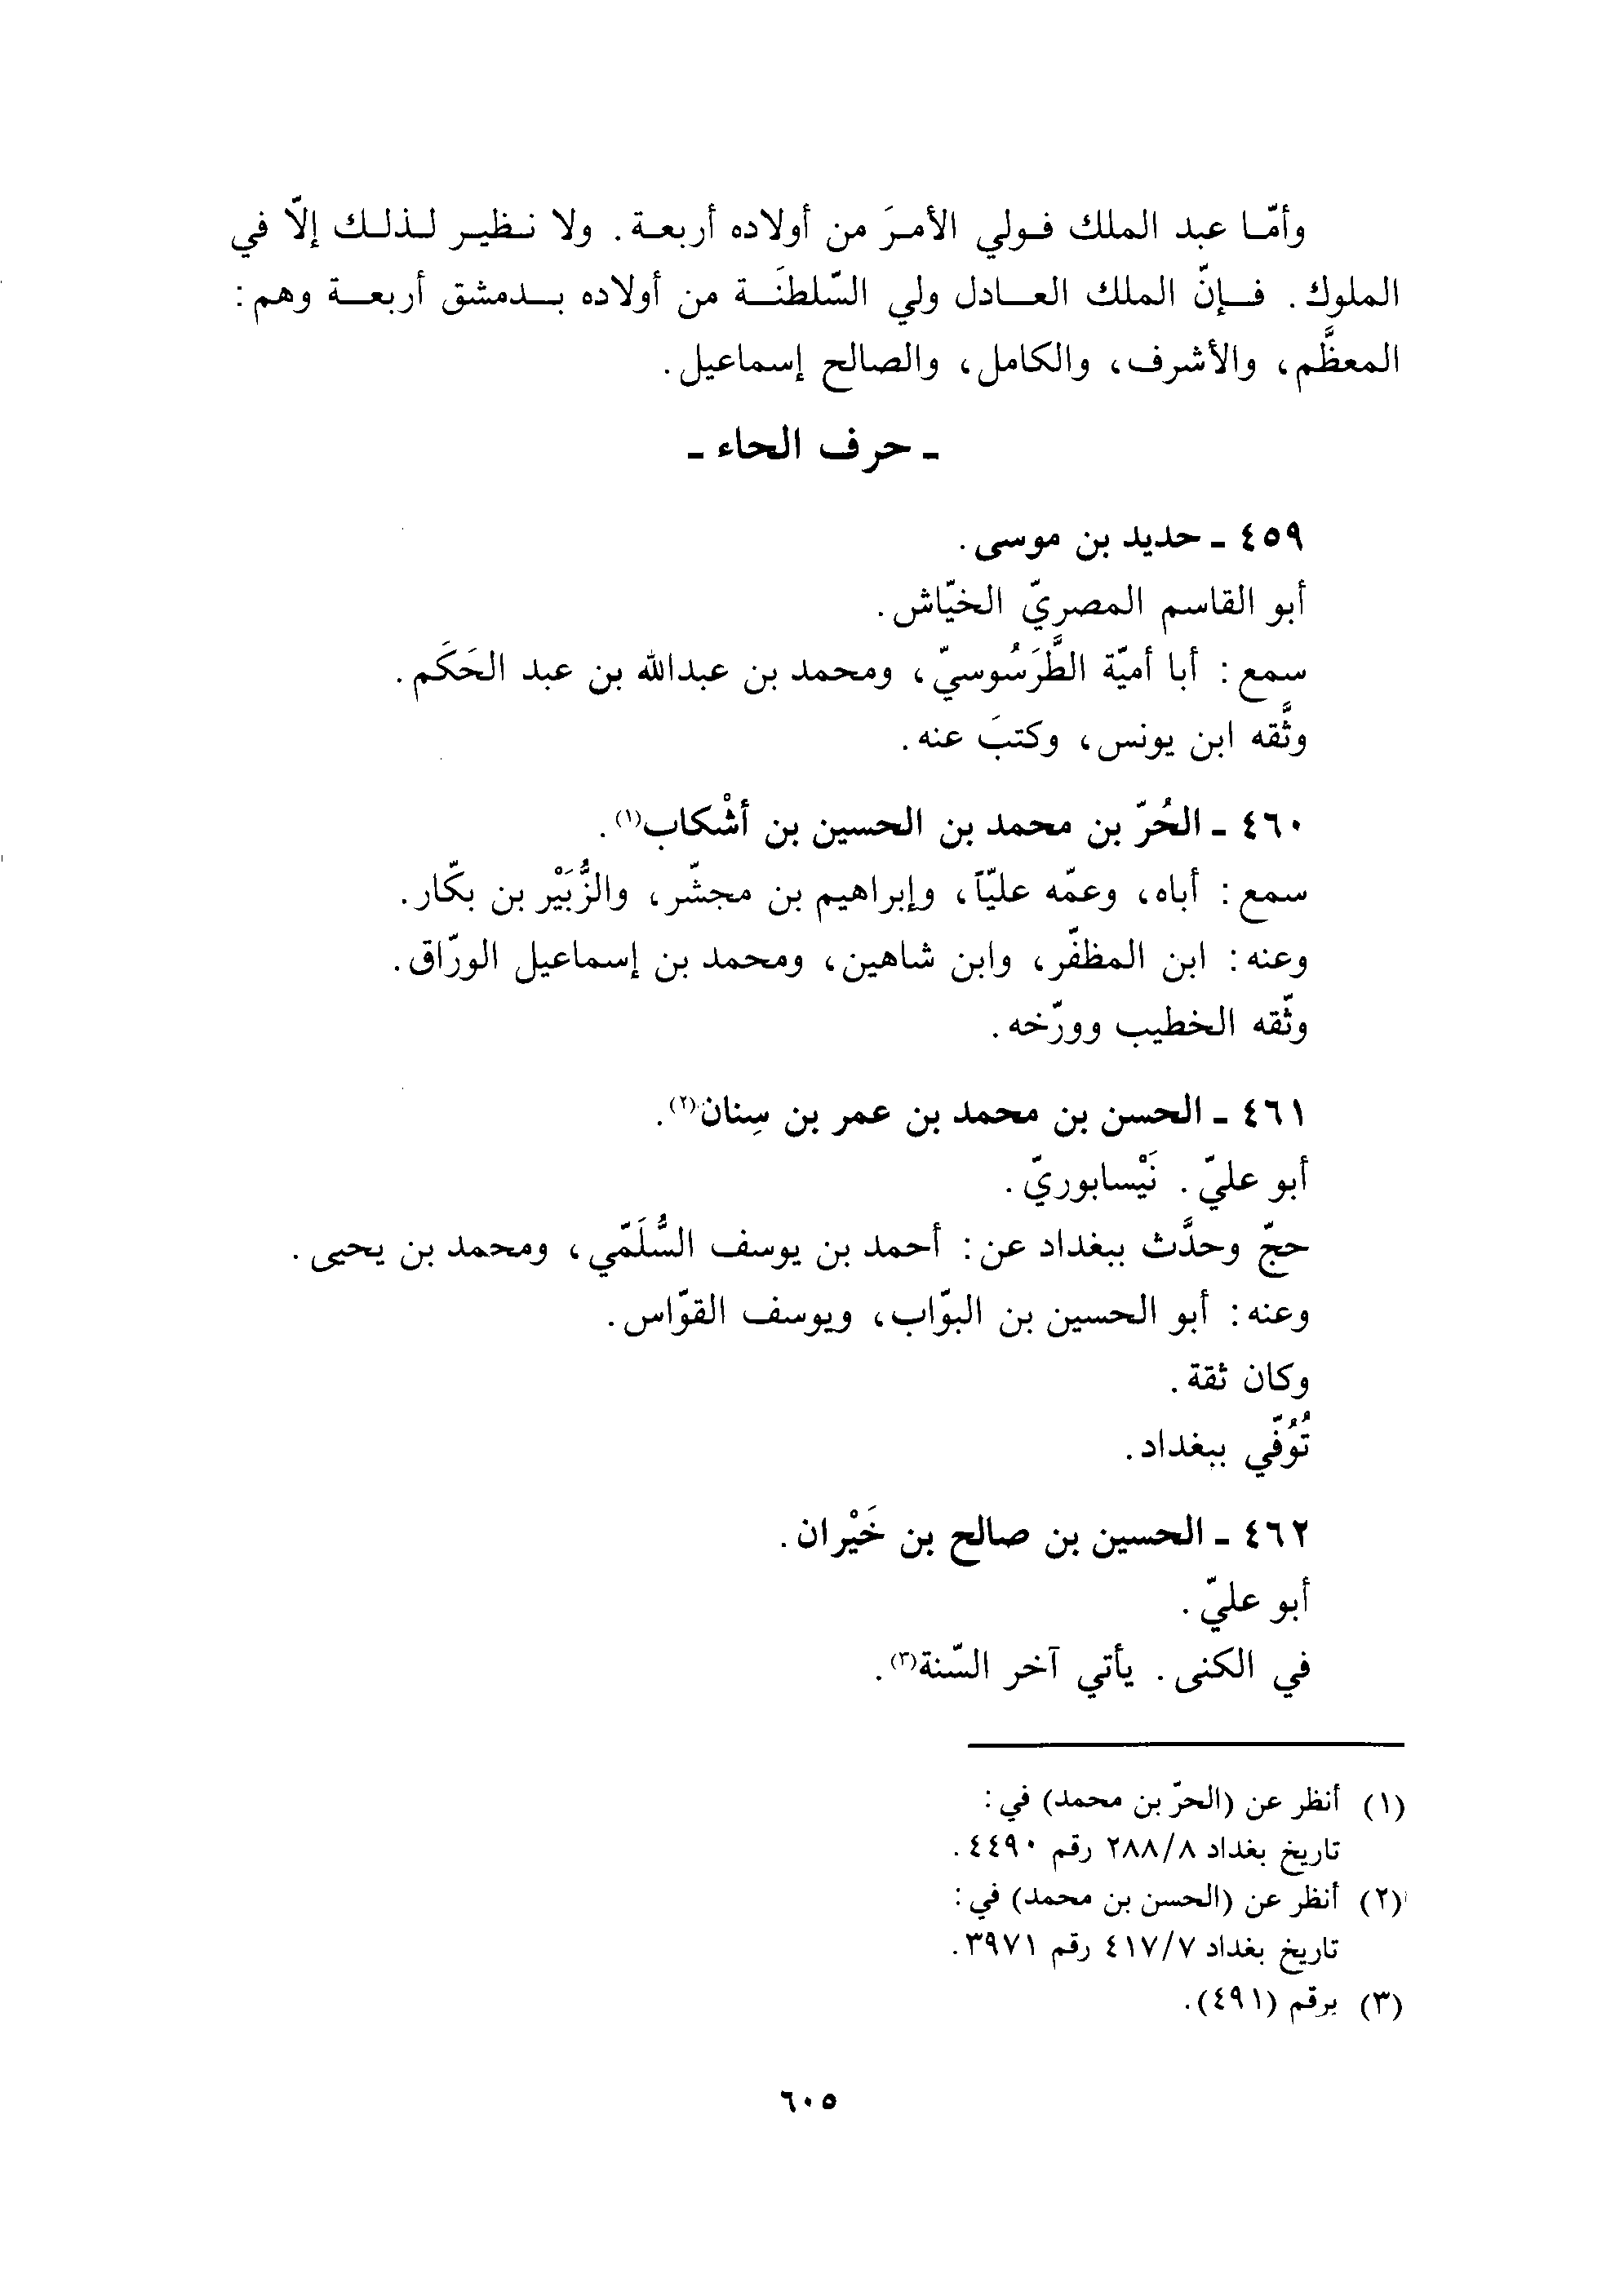 وأمّا عبد الملك فولي الأمرَ من أولاده أربعة. ولا نظير لذلك إلّا في
الملوك. فإنّ الملك العادل ولي السّلطنَة من أولاده بدمشق أربعة وهم:
المعظَّم، والأشرف، والكامل، والصالح إسماعيل.
ـ حرف الحاء ـ
٤٥٩ ـ حديد بن موسى.
أبو القاسم المصريّ الخيّاش.
سمع: أبا أميّة الطَّرَسُوسيّ، ومحمد بن عبدالله بن عبد الحَكَم.
وثَّقه ابن يونس، وكتبَ عنه.
٤٦٠ ـ الحُرّ بن محمد بن الحسين بن أشْكاب(١).
سمع: أباه، وعمّه عليّاً، وإبراهيم بن مجشّر، والزُّبَيْر بن بكّار.
وعنه: ابن المظفّر، وابن شاهين، ومحمد بن إسماعيل الورّاق.
وثّقه الخطيب وورّخه.
٤٦١ ـ الحسن بن محمد بن عمر بن سِنان(٢).
أبو عليّ. نَيْسابوريّ.
حجّ وحدَّث ببغداد عن: أحمد بن يوسف السُّلَمّي، ومحمد بن يحيى.
وعنه: أبو الحسين بن البوّاب، ويوسف القوّاس.
وكان ثقة.
تُوُفّي ببغداد.
٤٦٢ ـ الحسين بن صالح بن خَيْران.
أبو عليّ.
في الكنى. يأتي آخر السّنة(٣).
(١) أنظر عن (الحرّ بن محمد) في:
تاريخ بغداد ٢٨٨/٨ رقم ٤٤٩٠.
(٢) أنظر عن (الحسن بن محمد) في:
تاريخ بغداد ٤١٧/٧ رقم ٣٩٧١.
(٣) برقم (٤٩١).
٦٠٥